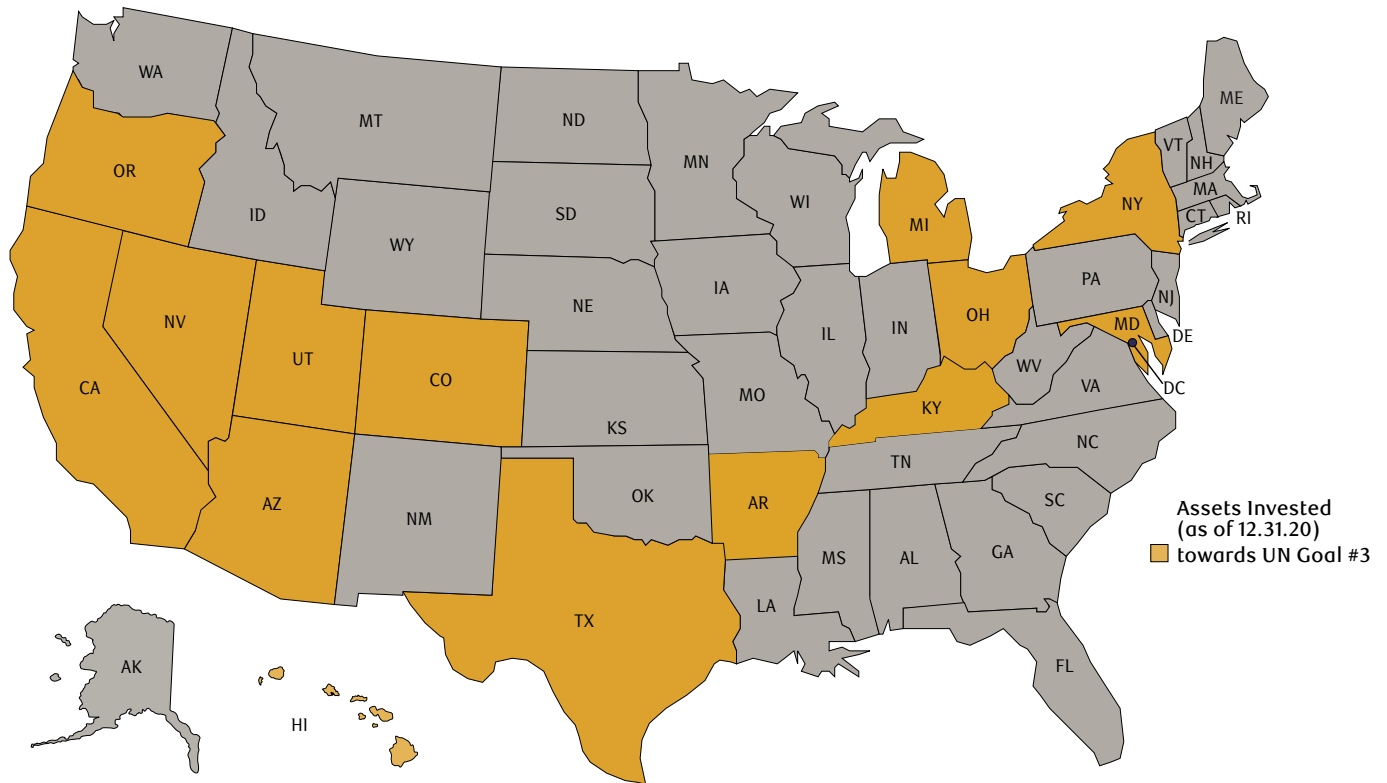 WA
MT
ND
MN
ME
VT
NH
OR
ID
SD
WI
MA
NY
WY
MI
CT
RI
IA
PA
NV
NE
NJ
UT
IL
IN
OH
MD
DE
CO
WV
CA
MO
DC
VA
KS
KY
NC
TN
AZ
OK
AR
SC
NM
MS
AL
GA
Assets Invested
(as of 12.31.20)
towards UN Goal #3
LA
TX
AK
FL
HI